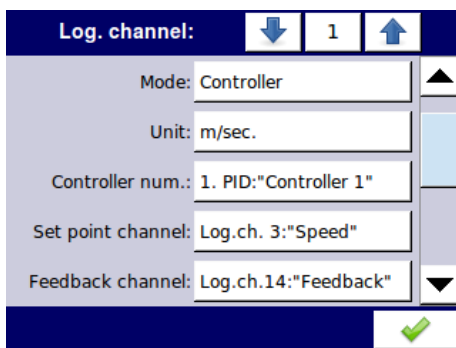 Log. channel: 1
Mode: Controller
Unit: m/sec.
Controller num.: 1. PID:"Controller 1"
Set point channel: Log.ch. 3:"Speed"
Feedback channel: Log.ch.14:"Feedback"